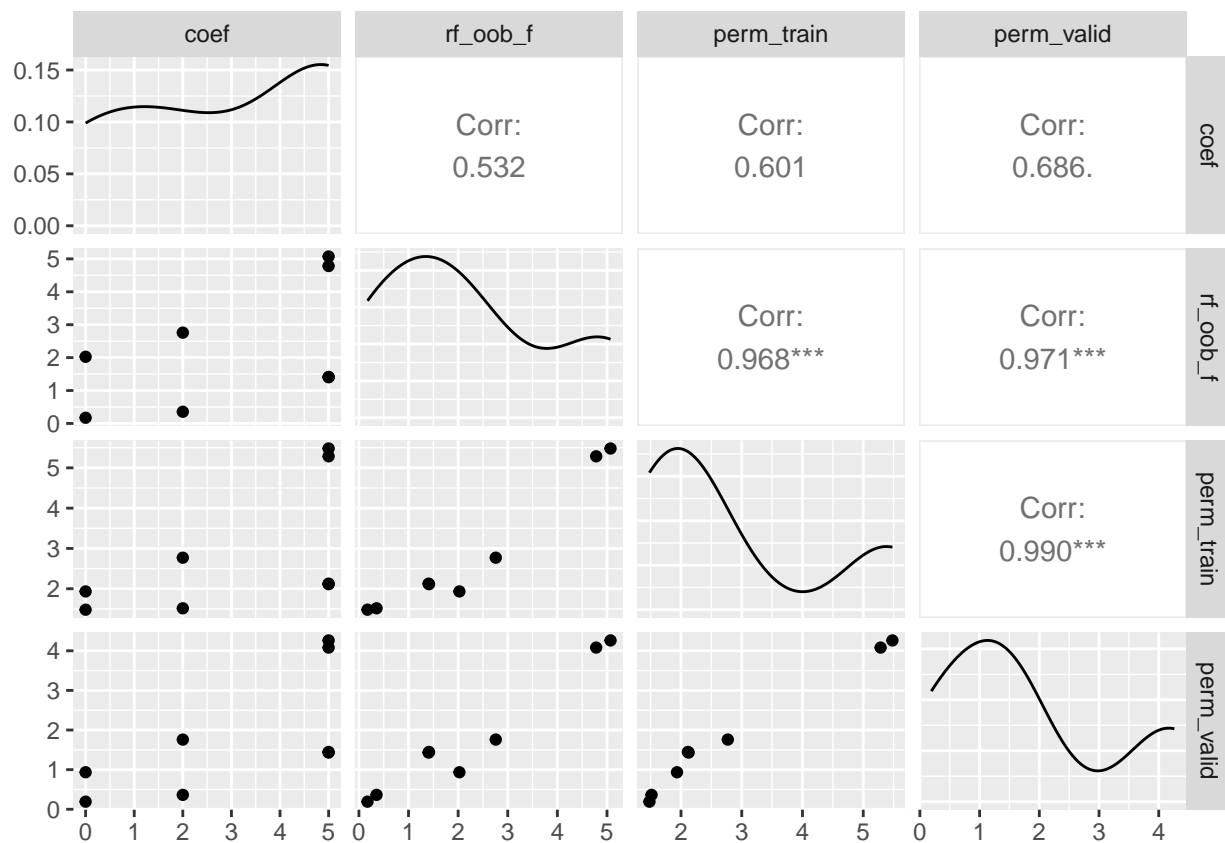 coef rf_oob_f perm_train perm_valid
0.15
0.10
0.05
0.00
Corr:
0.532
Corr:
0.601
Corr:
0.686.
coef
5
4
3
2
1
0
Corr:
0.968***
Corr:
0.971***
rf_oob_f
5
4
3
2
Corr:
0.990***
perm_train
4
3
2
1
0
perm_valid
0 1 2 3 4 5 0 1 2 3 4 5 2 3 4 5 0 1 2 3 4